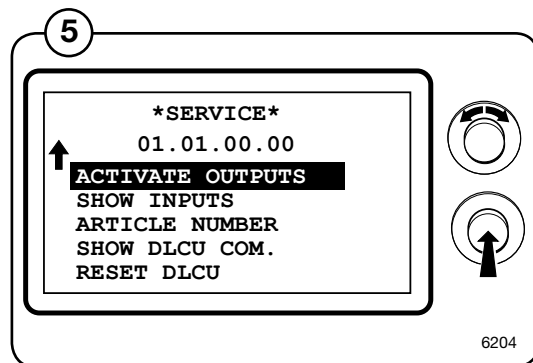 5
*SERVICE*
01.01.00.00
ACTIVATE OUTPUTS
SHOW INPUTS
ARTICLE NUMBER
SHOW DLCU COM.
RESET DLCU
6204